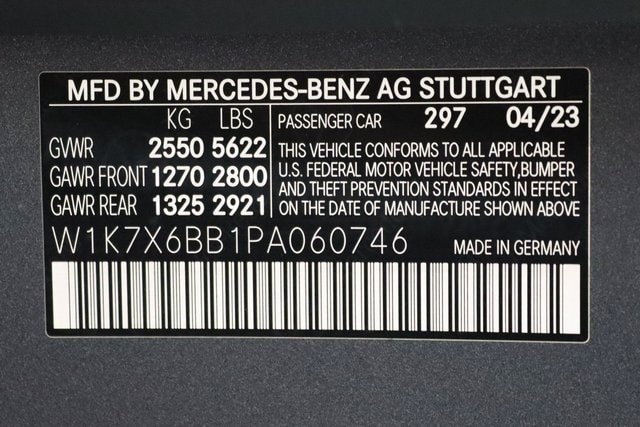 MFD BY MERCEDES-BENZ AG STUTTGART
KG LBS PASSENGER CAR 297 04/23
GVWR 2550 5622 THIS VEHICLE CONFORMS TO ALL APPLICABLE
GAWR FRONT 1270 2800 U.S. FEDERAL MOTOR VEHICLE SAFETY,BUMPER
AND THEFT PREVENTION STANDARDS IN EFFECT
GAWR REAR 1325 2921 ON THE DATE OF MANUFACTURE SHOWN ABOVE
W1K7X6BB1PA060746 MADE IN GERMANY